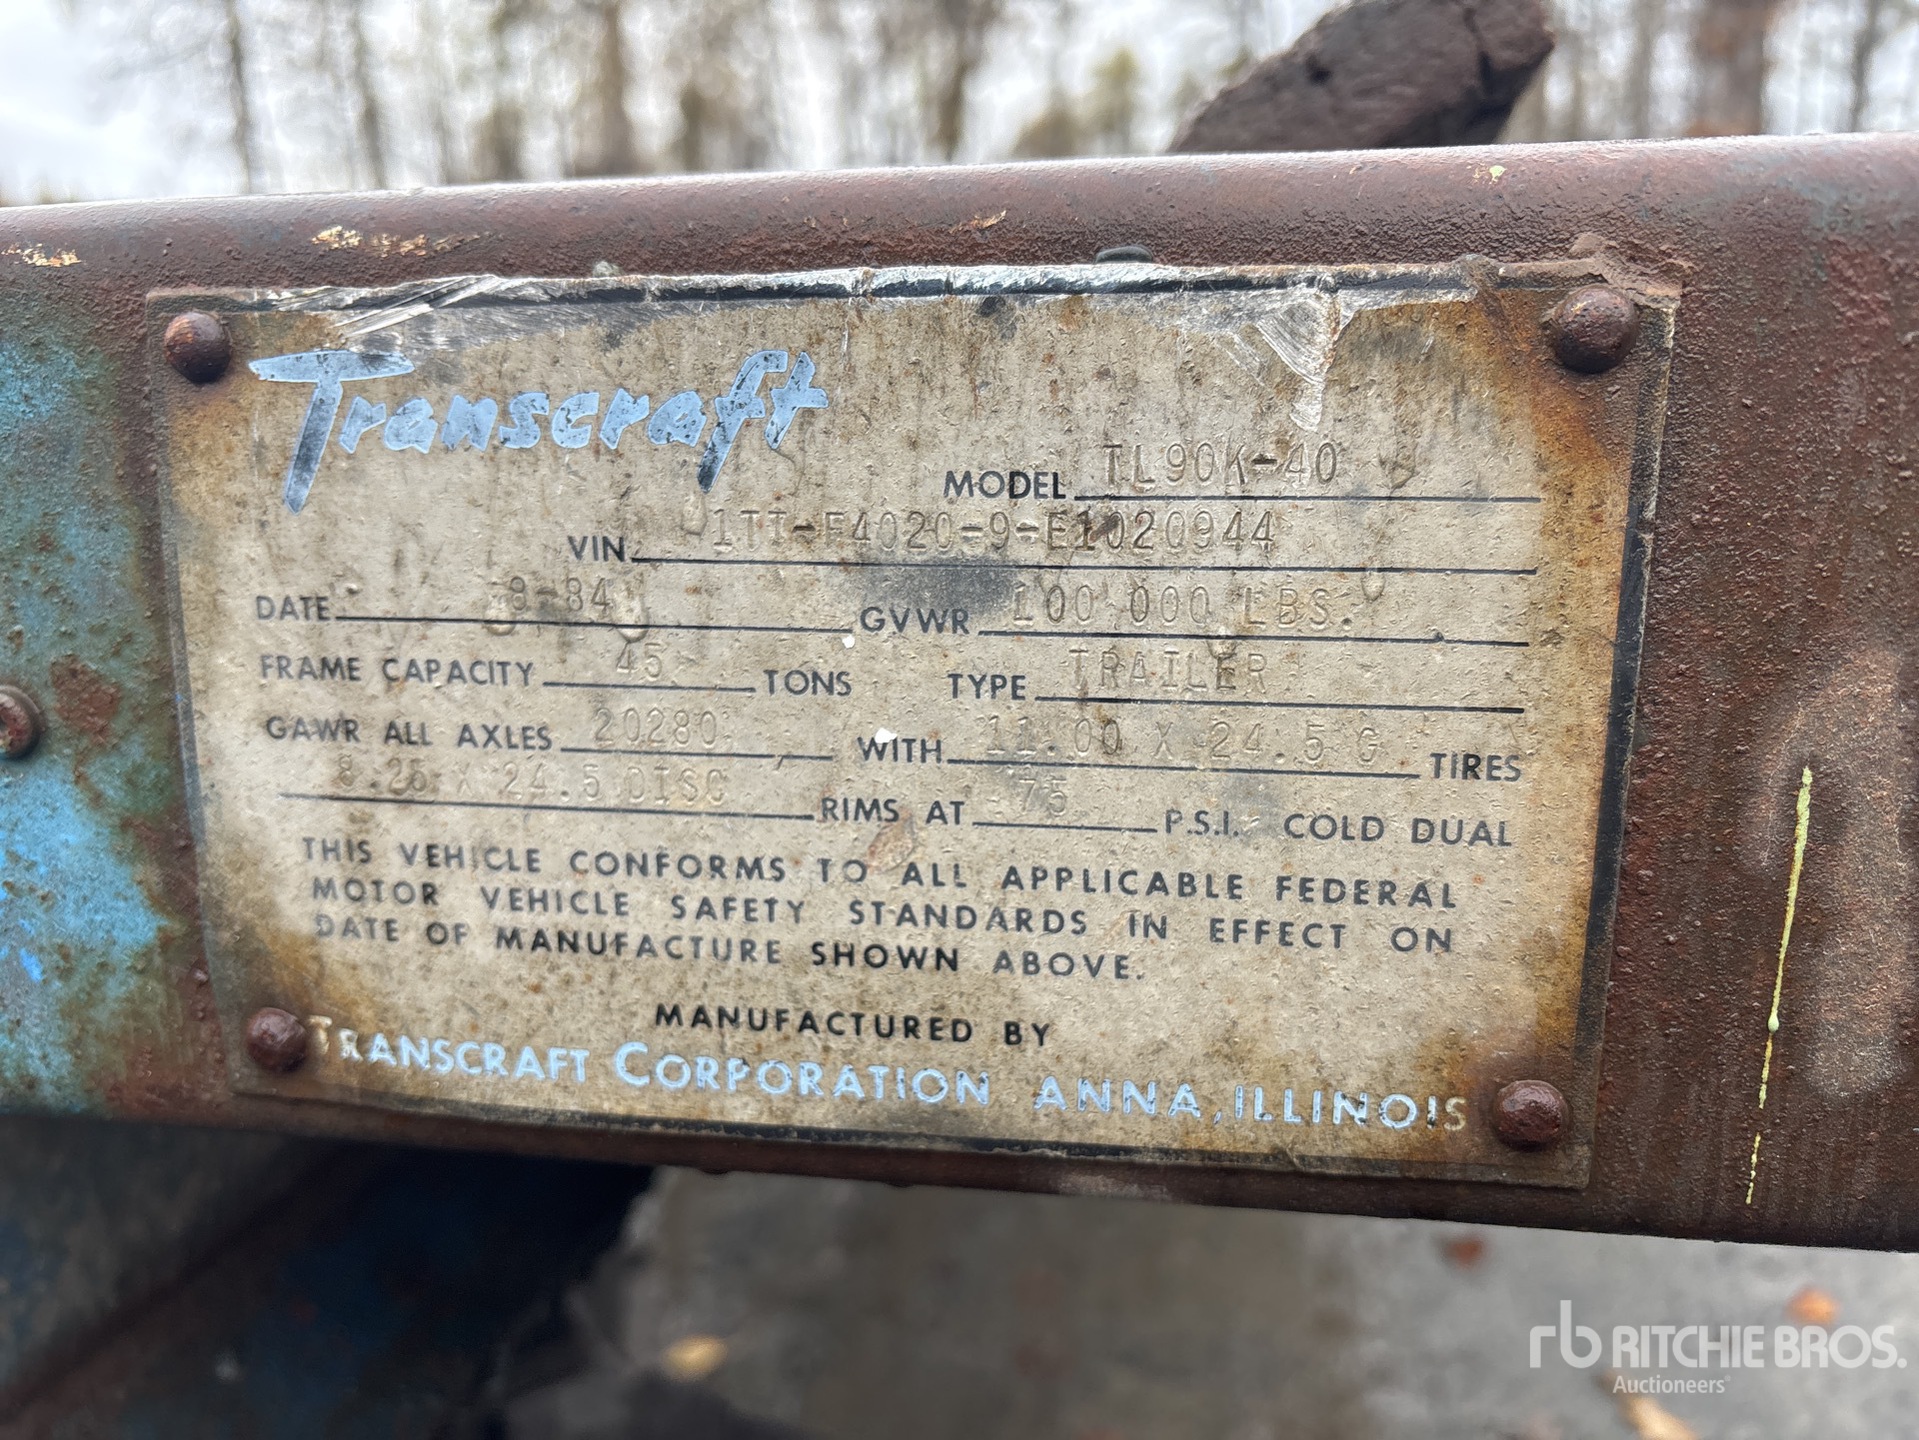 Transcraft
MODEL TL90K-40
VIN 1TT-F4020-9-E1020944
DATE 8-84 GVWR 100 000 LBS.
FRAME CAPACITY 45 TONS TYPE TRAILER
GAWR ALL AXLES 20280 WITH 11.00 X 24.5 G TIRES
8.25 X 24.5 DISC RIMS AT 75 P.S.I. COLD DUAL
THIS VEHICLE CONFORMS TO ALL APPLICABLE FEDERAL
MOTOR VEHICLE SAFETY STANDARDS IN EFFECT ON
DATE OF MANUFACTURE SHOWN ABOVE.
MANUFACTURED BY
TRANSCRAFT CORPORATION ANNA, ILLINOIS
rb RITCHIE BROS.
Auctioneers